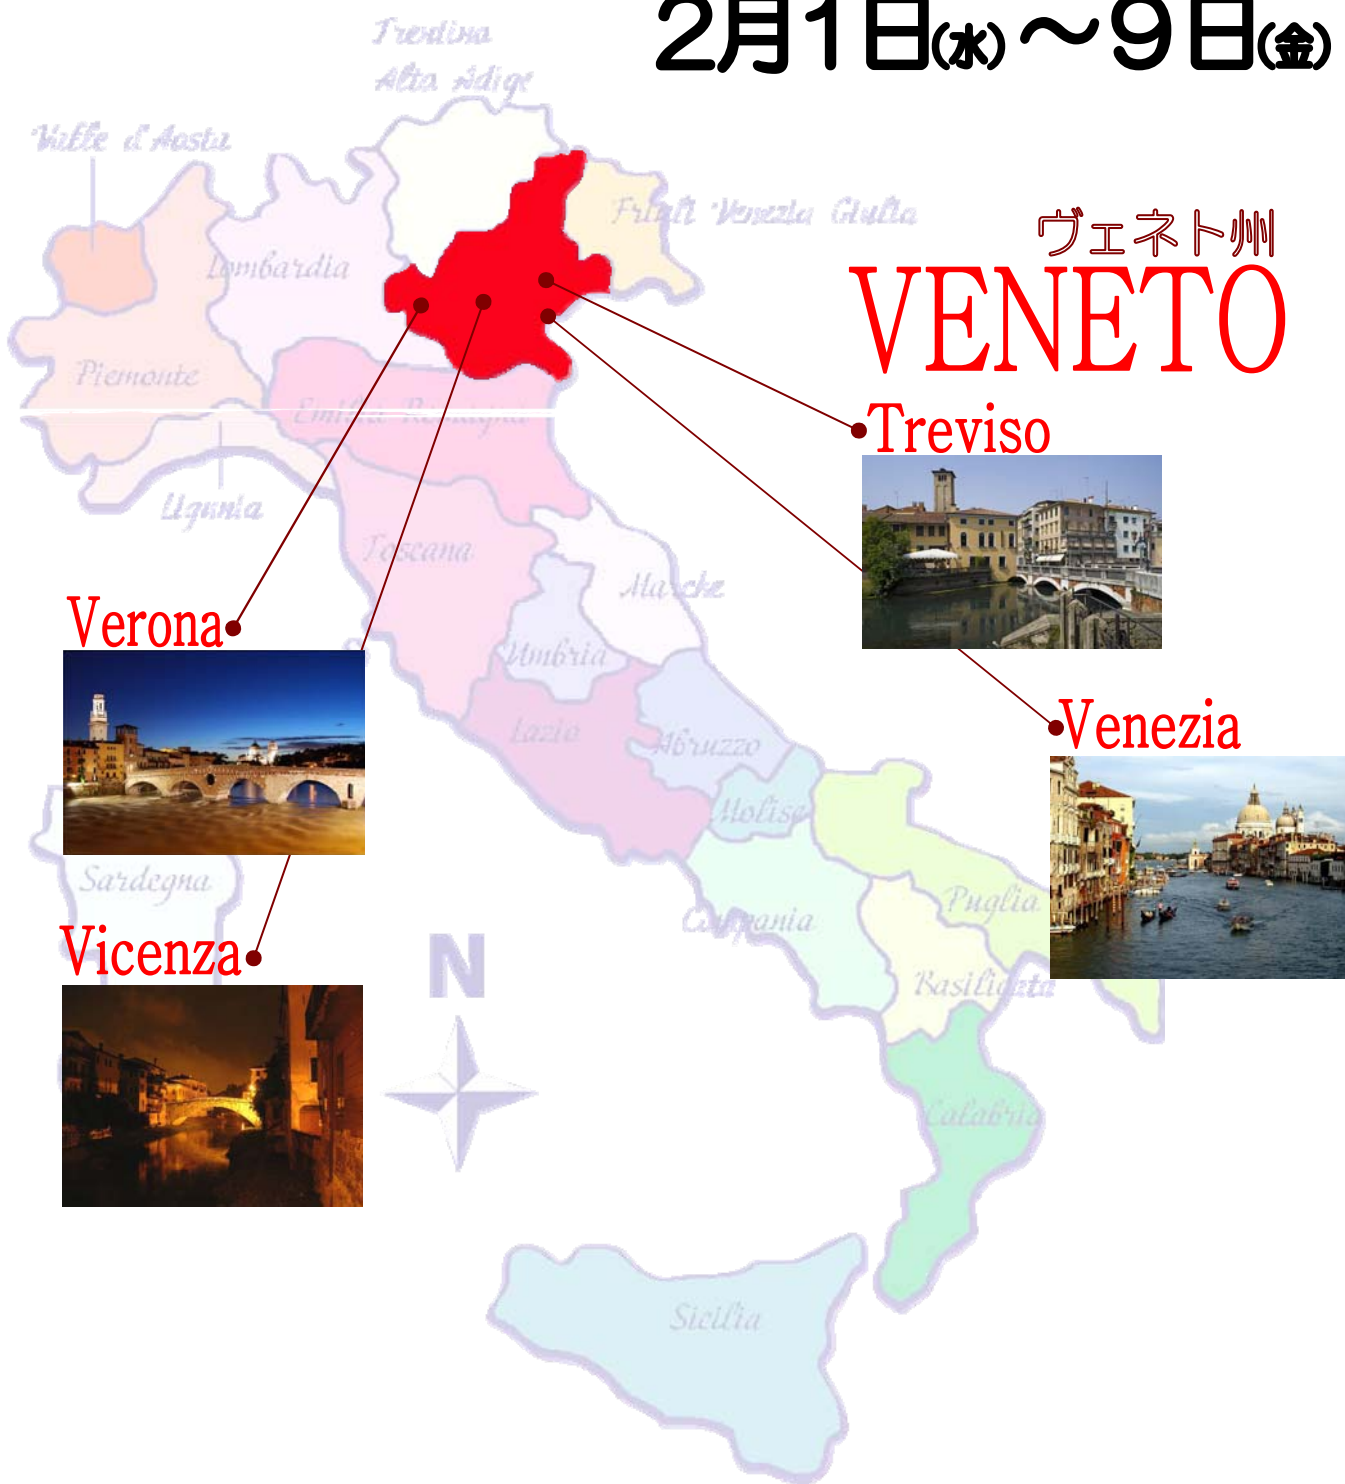 2月1日(水)～9日(金)
Trentino
Alto Adige
Valle d'Aosta
Friuli Venezia Giulia
ヴェネト州
VENETO
Lombardia
Piemonte
Emilia Romagna
Treviso
Liguria
Toscana
Marche
Verona
Umbria
Venezia
Lazio
Abruzzo
Molise
Sardegna
Puglia
Campania
Vicenza
N
Basilicata
Calabria
Sicilia